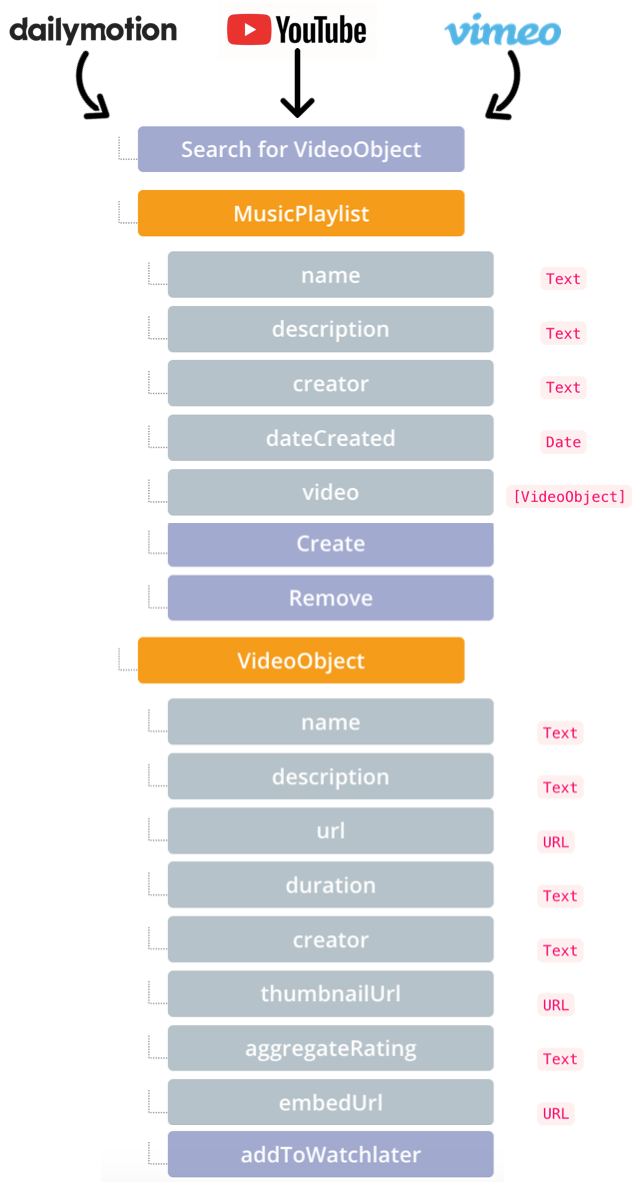 dailymotion YouTube vimeo
Search for VideoObject
MusicPlaylist
name Text
description Text
creator Text
dateCreated Date
video [VideoObject]
Create
Remove
VideoObject
name Text
description Text
url URL
duration Text
creator Text
thumbnailUrl URL
aggregateRating Text
embedUrl URL
addToWatchlater